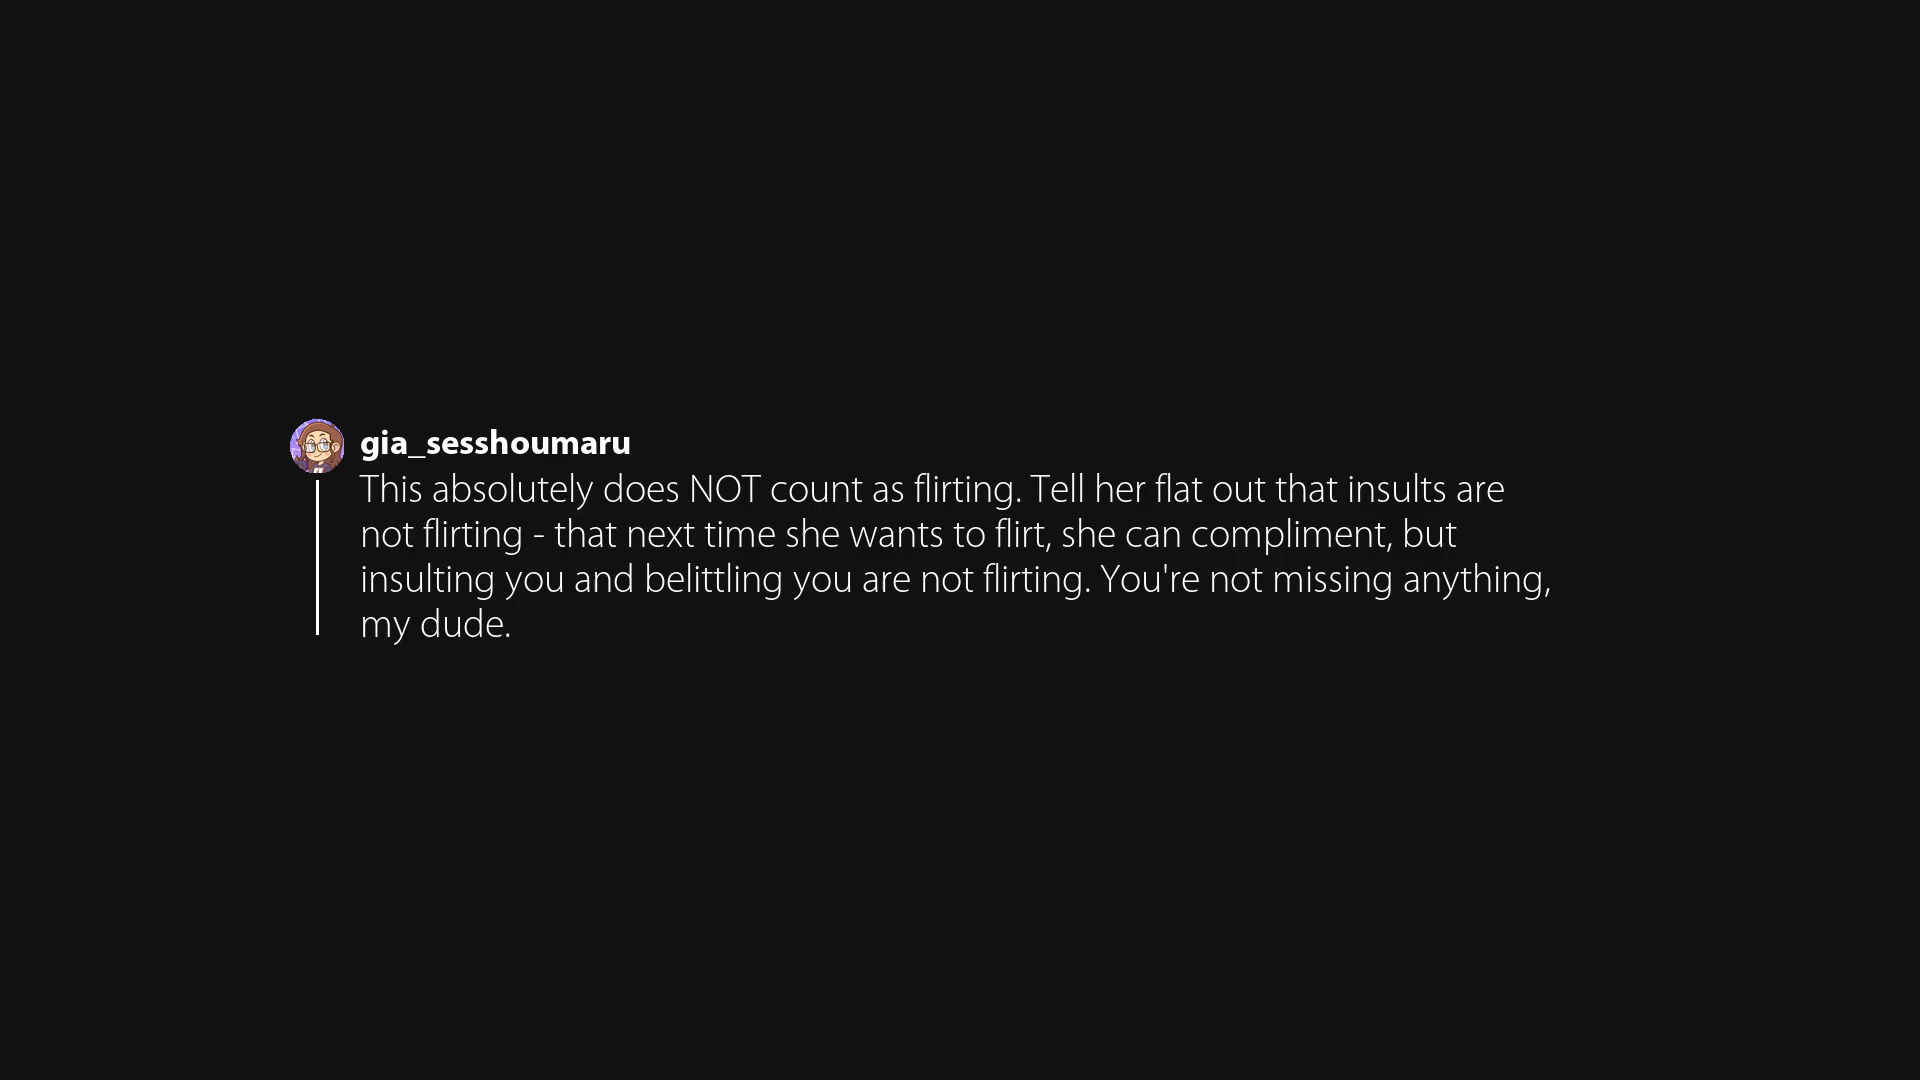 gia_sesshoumaru
This absolutely does NOT count as flirting. Tell her flat out that insults are
not flirting - that next time she wants to flirt, she can compliment, but
insulting you and belittling you are not flirting. You're not missing anything,
my dude.